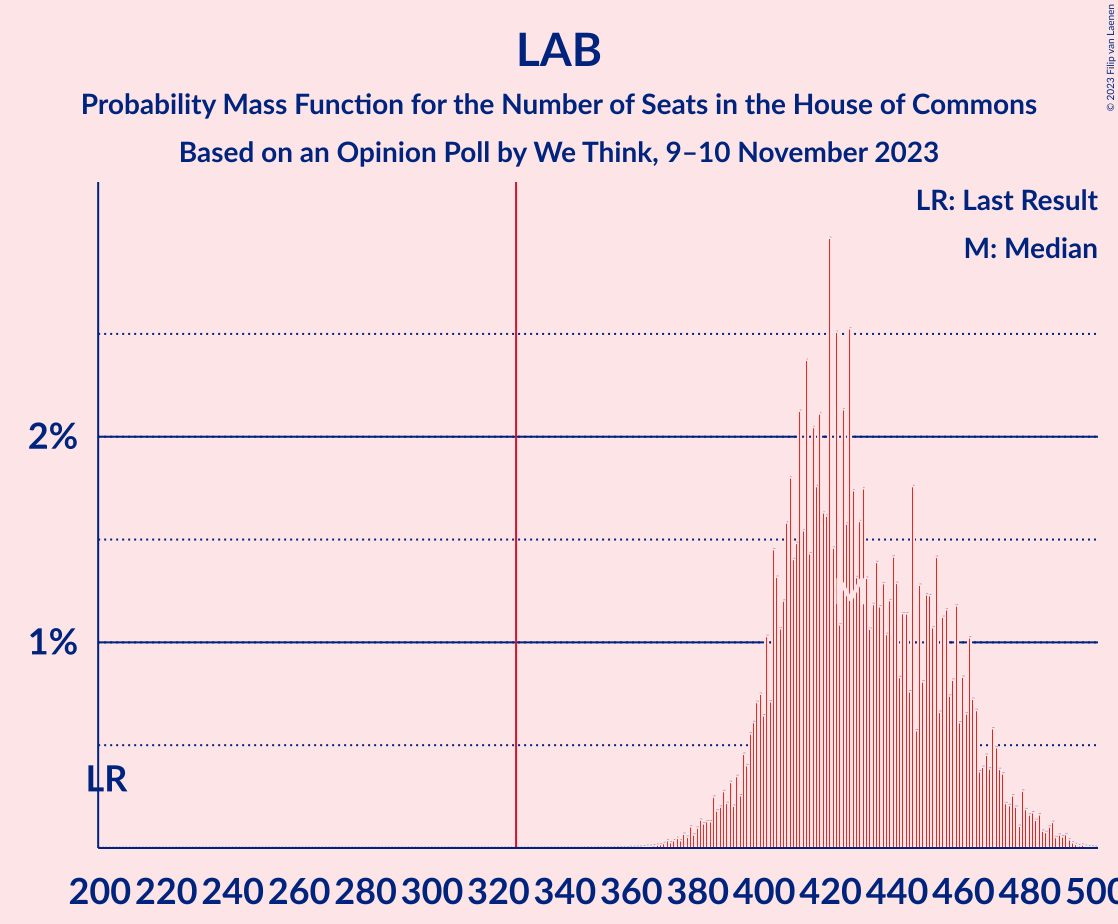 LAB
Probability Mass Function for the Number of Seats in the House of Commons
Based on an Opinion Poll by We Think, 9–10 November 2023
© 2023 Filip van Laenen
LR: Last Result
M: Median
2%
1%
LR
M
200 220 240 260 280 300 320 340 360 380 400 420 440 460 480 500